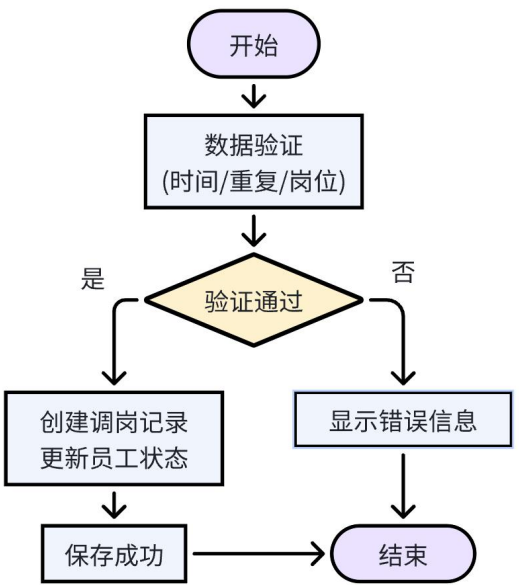 开始
数据验证
(时间/重复/岗位)
是
否
验证通过
创建调岗记录
更新员工状态
显示错误信息
保存成功
结束